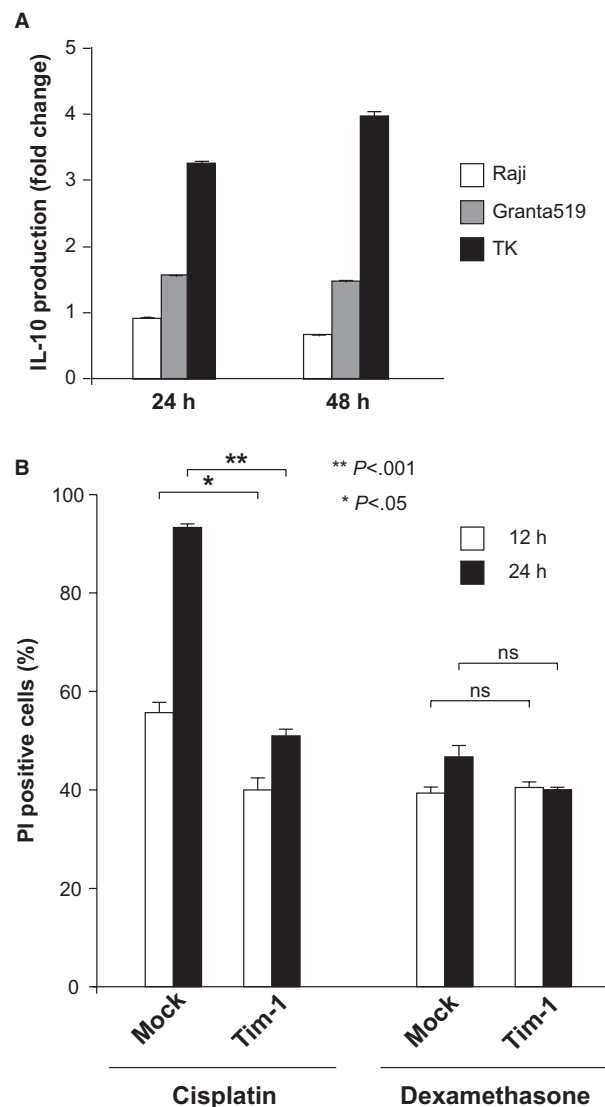 A
IL-10 production (fold change)
5
4
3
2
1
0
24 h
48 h
Raji
Granta519
TK
B
PI positive cells (%)
100
80
60
40
20
0
**
*
** P<.001
* P<.05
12 h
24 h
ns
ns
Mock
Tim-1
Mock
Tim-1
Cisplatin
Dexamethasone